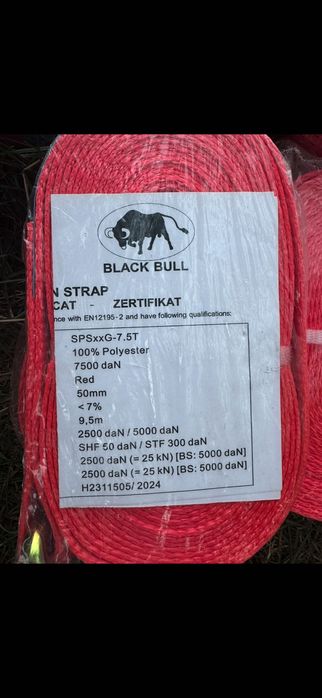 BLACK BULL
N STRAP
CAT - ZERTIFIKAT
nce with EN12195-2 and have following qualifications:
SPSxxG-7.5T
100% Polyester
7500 daN
Red
50mm
< 7%
9,5m
2500 daN / 5000 daN
SHF 50 daN / STF 300 daN
2500 daN (= 25 kN) [BS: 5000 daN]
2500 daN (= 25 kN) [BS: 5000 daN]
H2311505/ 2024